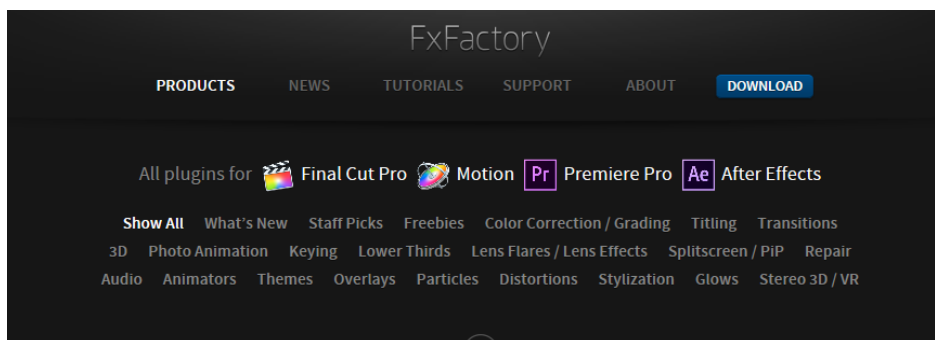 FxFactory
PRODUCTS NEWS TUTORIALS SUPPORT ABOUT DOWNLOAD
All plugins for Final Cut Pro Motion Pr Premiere Pro Ae After Effects
Show All What's New Staff Picks Freebies Color Correction / Grading Titling Transitions
3D Photo Animation Keying Lower Thirds Lens Flares / Lens Effects Splitscreen / PiP Repair
Audio Animators Themes Overlays Particles Distortions Stylization Glows Stereo 3D / VR